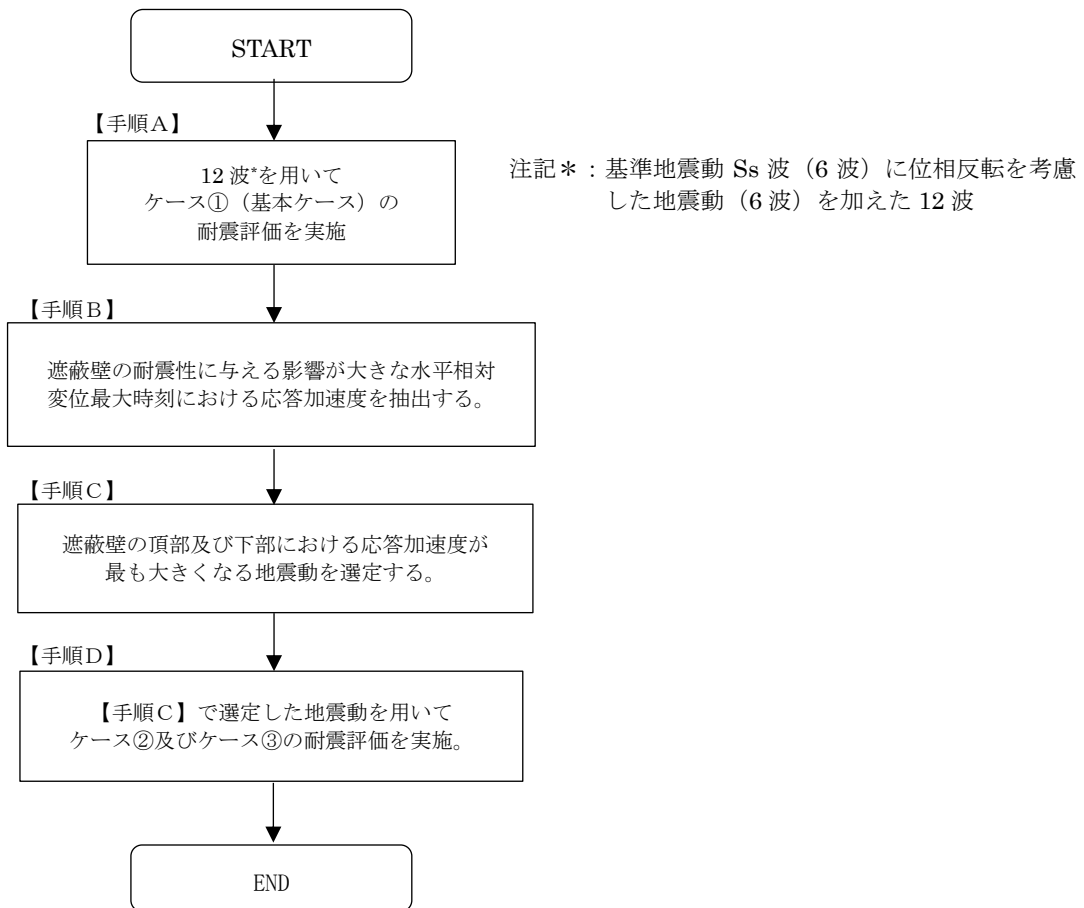 START
【手順A】
12 波*を用いて
ケース①（基本ケース）の
耐震評価を実施
注記＊：基準地震動 Ss 波（6 波）に位相反転を考慮
した地震動（6 波）を加えた 12 波
【手順B】
遮蔽壁の耐震性に与える影響が大きな水平相対
変位最大時刻における応答加速度を抽出する。
【手順C】
遮蔽壁の頂部及び下部における応答加速度が
最も大きくなる地震動を選定する。
【手順D】
【手順C】で選定した地震動を用いて
ケース②及びケース③の耐震評価を実施。
END